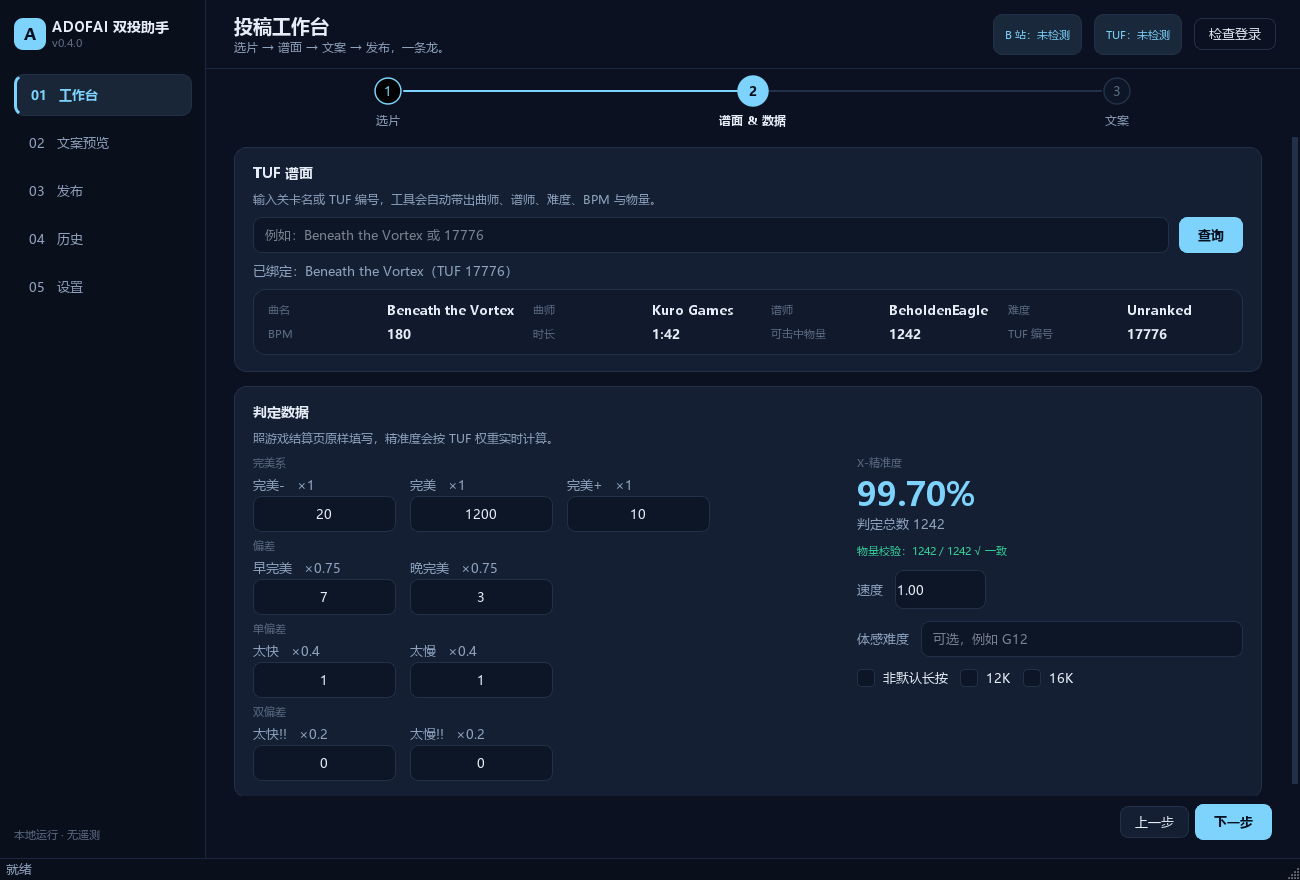 A ADOFAI 双投助手
v0.4.0
01 工作台
02 文案预览
03 发布
04 历史
05 设置
本地运行 · 无遥测
就绪
投稿工作台
选片 → 谱面 → 文案 → 发布，一条龙。
B 站：未检测 TUF：未检测 检查登录
1 2 3
选片 谱面 & 数据 文案
TUF 谱面
输入关卡名或 TUF 编号，工具会自动带出曲师、谱师、难度、BPM 与物量。
例如：Beneath the Vortex 或 17776 查询
已绑定：Beneath the Vortex（TUF 17776）
曲名 Beneath the Vortex 曲师 Kuro Games 谱师 BeholdenEagle 难度 Unranked
BPM 180 时长 1:42 可击中物量 1242 TUF 编号 17776
判定数据
照游戏结算页原样填写，精准度会按 TUF 权重实时计算。
完美系
完美- ×1 完美 ×1 完美+ ×1
20 1200 10
偏差
早完美 ×0.75 晚完美 ×0.75
7 3
单偏差
太快 ×0.4 太慢 ×0.4
1 1
双偏差
太快!! ×0.2 太慢!! ×0.2
0 0
X-精准度
99.70%
判定总数 1242
物量校验：1242 / 1242 √ 一致
速度 1.00
体感难度 可选，例如 G12
非默认长按 12K 16K
上一步 下一步